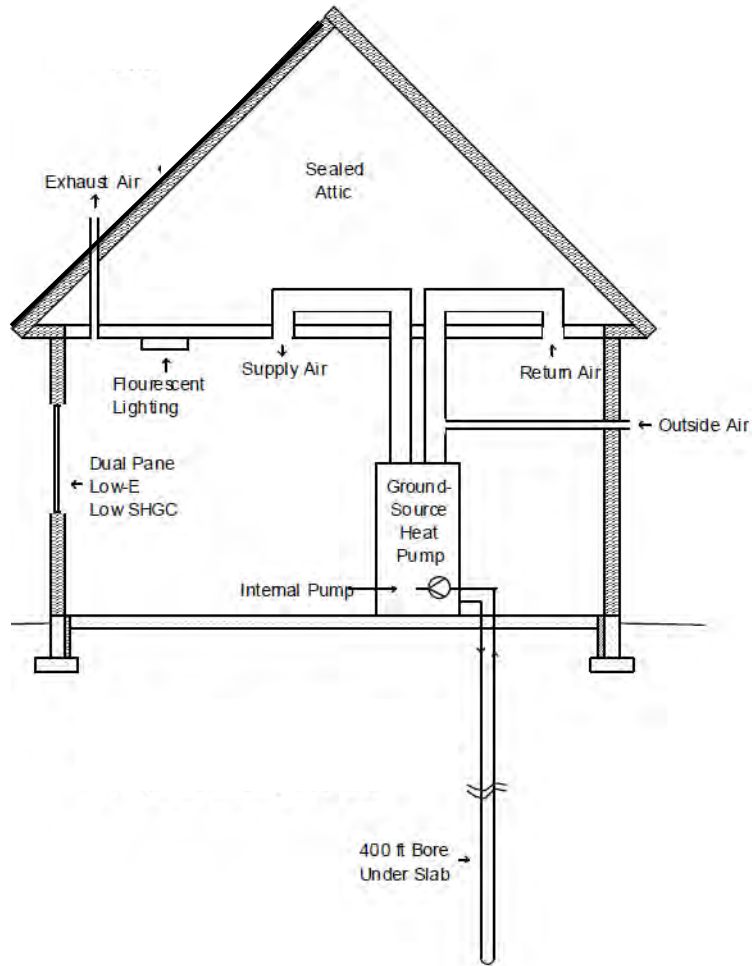 Sealed
Attic
Exhaust Air
Supply Air
Return Air
Flourescent
Lighting
Outside Air
Dual Pane
Low-E
Low SHGC
Ground-
Source
Heat
Pump
Internal Pump
400 ft Bore
Under Slab